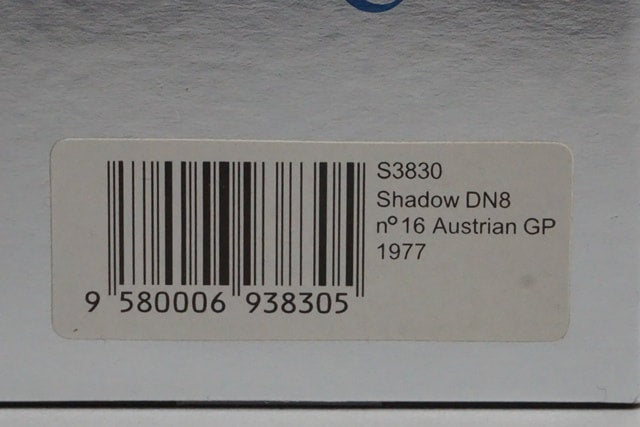 S3830
Shadow DN8
nº16 Austrian GP
1977
9 580006 938305